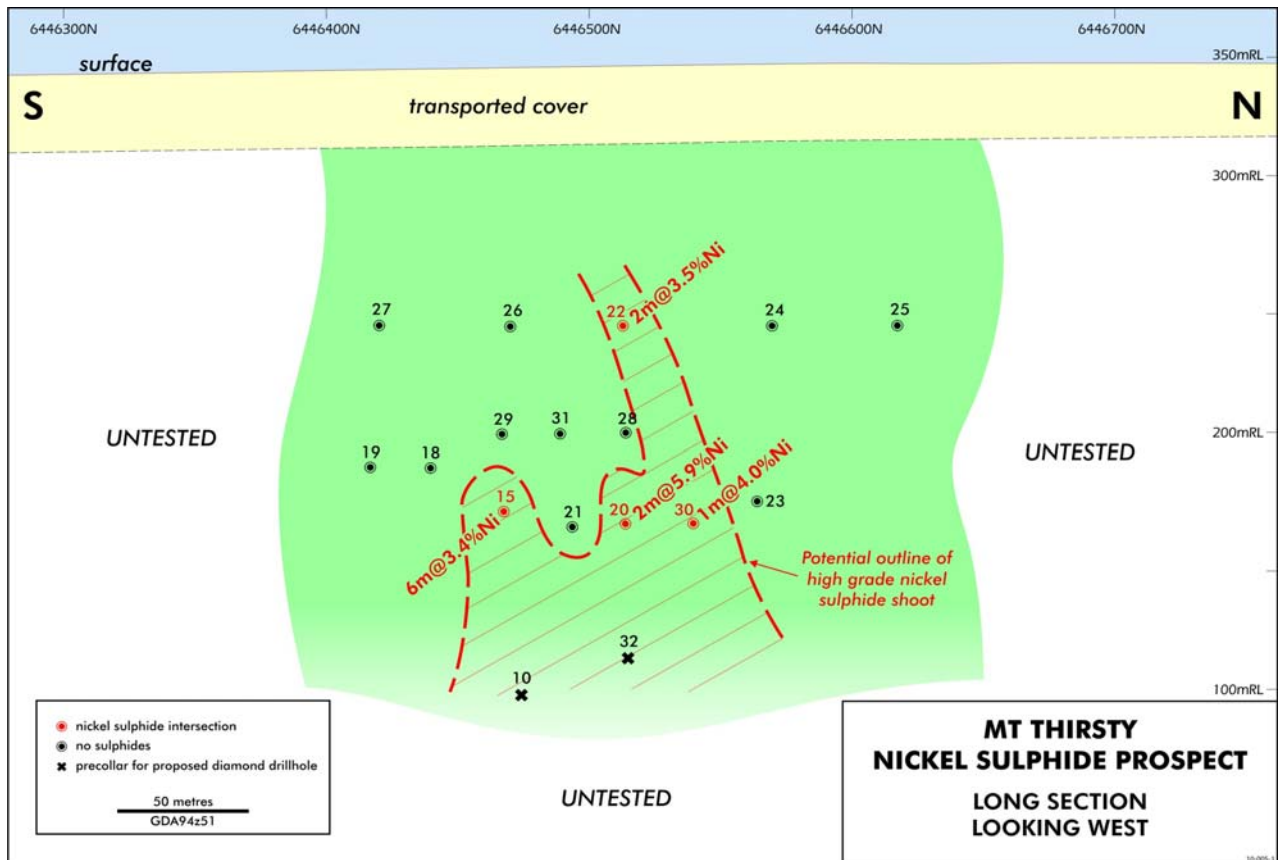 6446300N
6446400N
6446500N
6446600N
6446700N
350mRL
surface
S
transported cover
N
300mRL
2m@3.5%Ni
27
26
22
24
25
UNTESTED
29
31
28
200mRL
UNTESTED
19
18
2m@5.9%Ni
1m@4.0%Ni
15
21
20
30
23
6m@3.4%Ni
Potential outline of
high grade nickel
sulphide shoot
32
10
100mRL
nickel sulphide intersection
no sulphides
precollar for proposed diamond drillhole
50 metres
GDA94z51
UNTESTED
MT THIRSTY
NICKEL SULPHIDE PROSPECT
LONG SECTION
LOOKING WEST